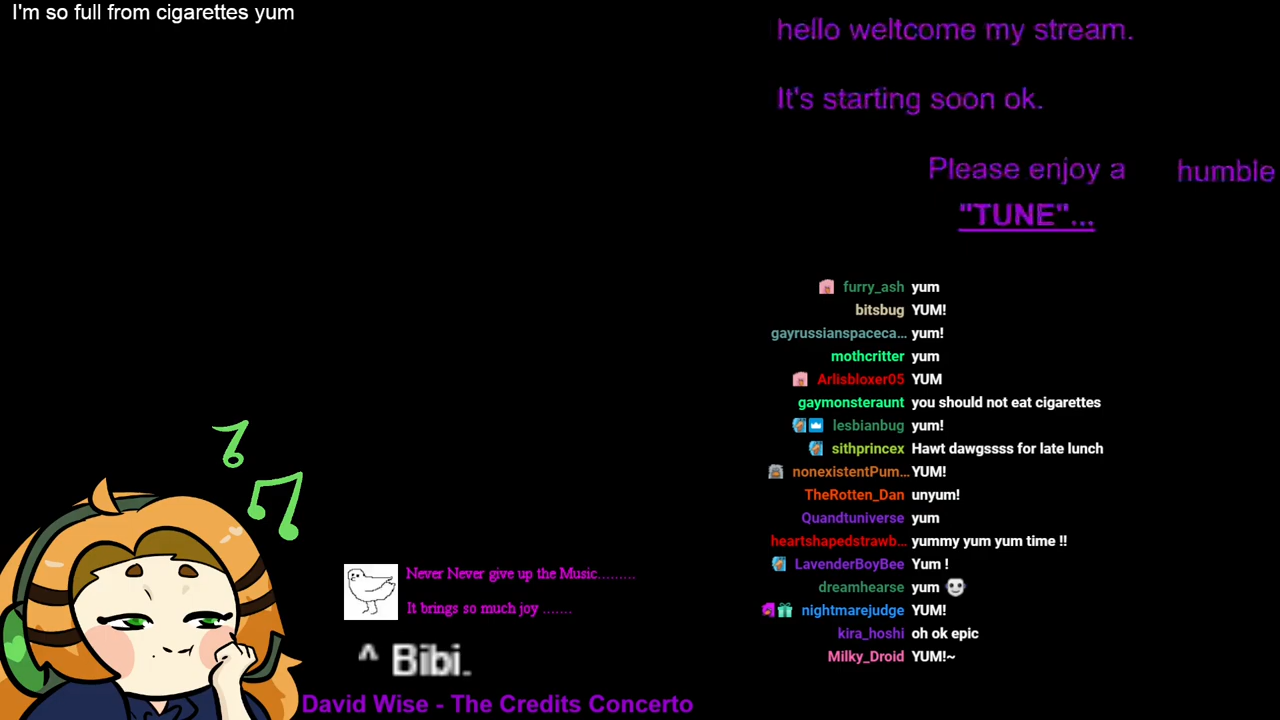 I'm so full from cigarettes yum
hello weltcome my stream.
It's starting soon ok.
Please enjoy a humble
"TUNE"...
furry_ash yum
bitsbug YUM!
gayrussianspaceca... yum!
mothcritter yum
Arlisbloxer05 YUM
gaymonsteraunt you should not eat cigarettes
lesbianbug yum!
sithprincex Hawt dawgssss for late lunch
nonexistentPum... YUM!
TheRotten_Dan unyum!
Quandtuniverse yum
heartshapedstrawb... yummy yum yum time !!
LavenderBoyBee Yum !
dreamhearse yum
nightmarejudge YUM!
kira_hoshi oh ok epic
Milky_Droid YUM!~
Never Never give up the Music.........
It brings so much joy .......
^ Bibi.
David Wise - The Credits Concerto